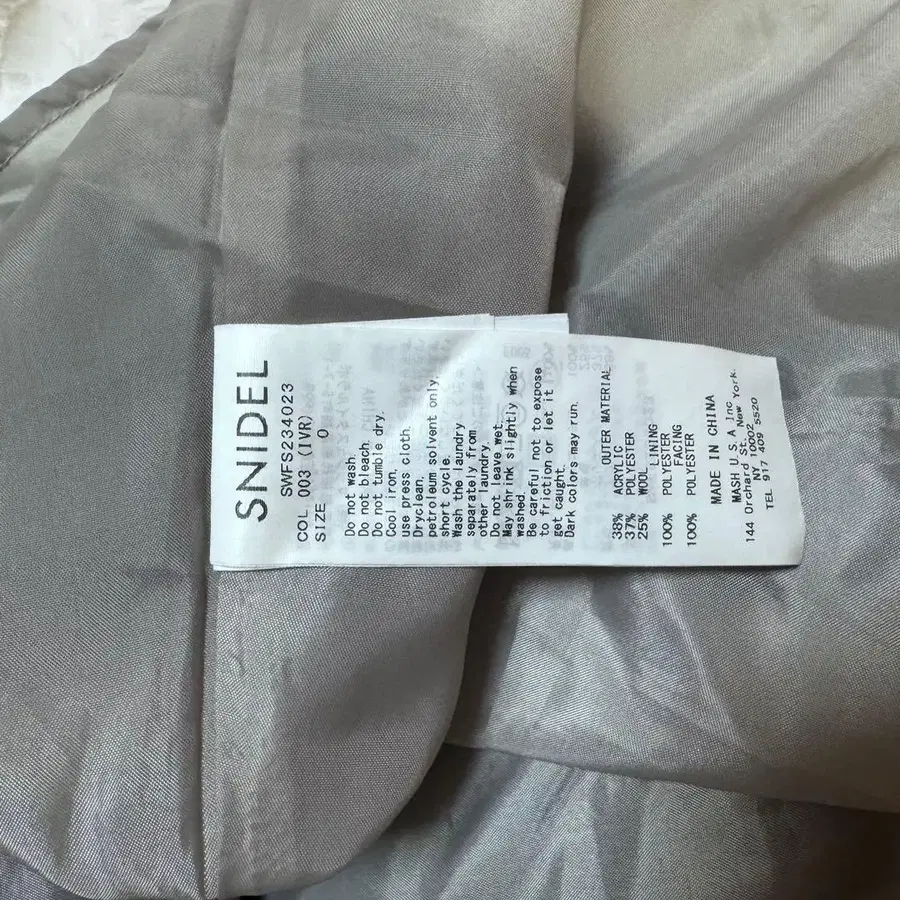 SNIDEL
SWFS234023
COL 003 (IVR)
SIZE 0
Do not wash.
Do not bleach.
Do not tumble dry.
Cool iron,
use press cloth.
Dryclean,
petroleum solvent only,
short cycle.
Wash the laundry
separately from
other laundry.
Do not leave wet.
May shrink slightly when
washed.
Be careful not to expose
to friction or let it
get caught.
Dark colors may run.
OUTER MATERIAL
38% ACRYLIC
37% POLYESTER
25% WOOL
LINING
100% POLYESTER
FACING
100% POLYESTER
MADE IN CHINA
MASH U S A Inc
144 Orchard St. New York.
NY 10002
TEL 917 409 5520